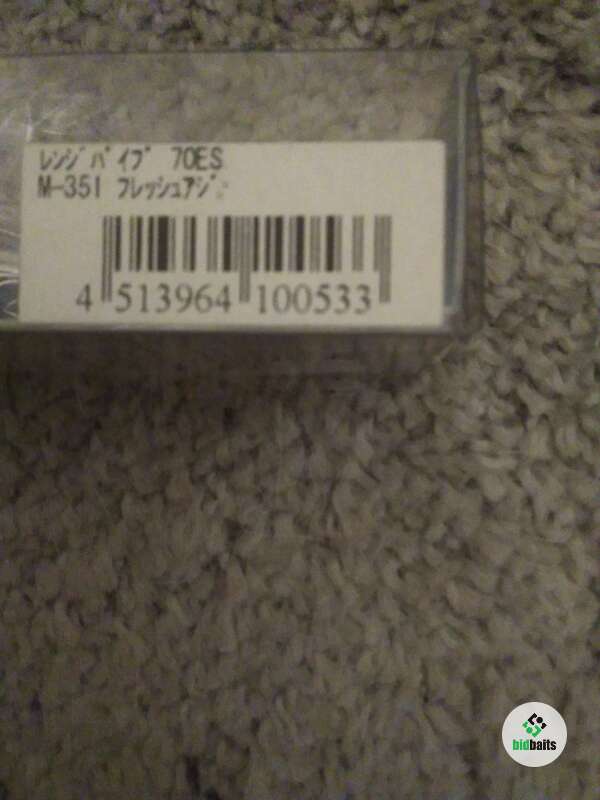 ﾚﾝｼﾞﾊﾞｲﾌﾞ 70ES
M-351 ﾌﾚｯｼｭｱｼﾞ
4 513964 100533
bidbaits